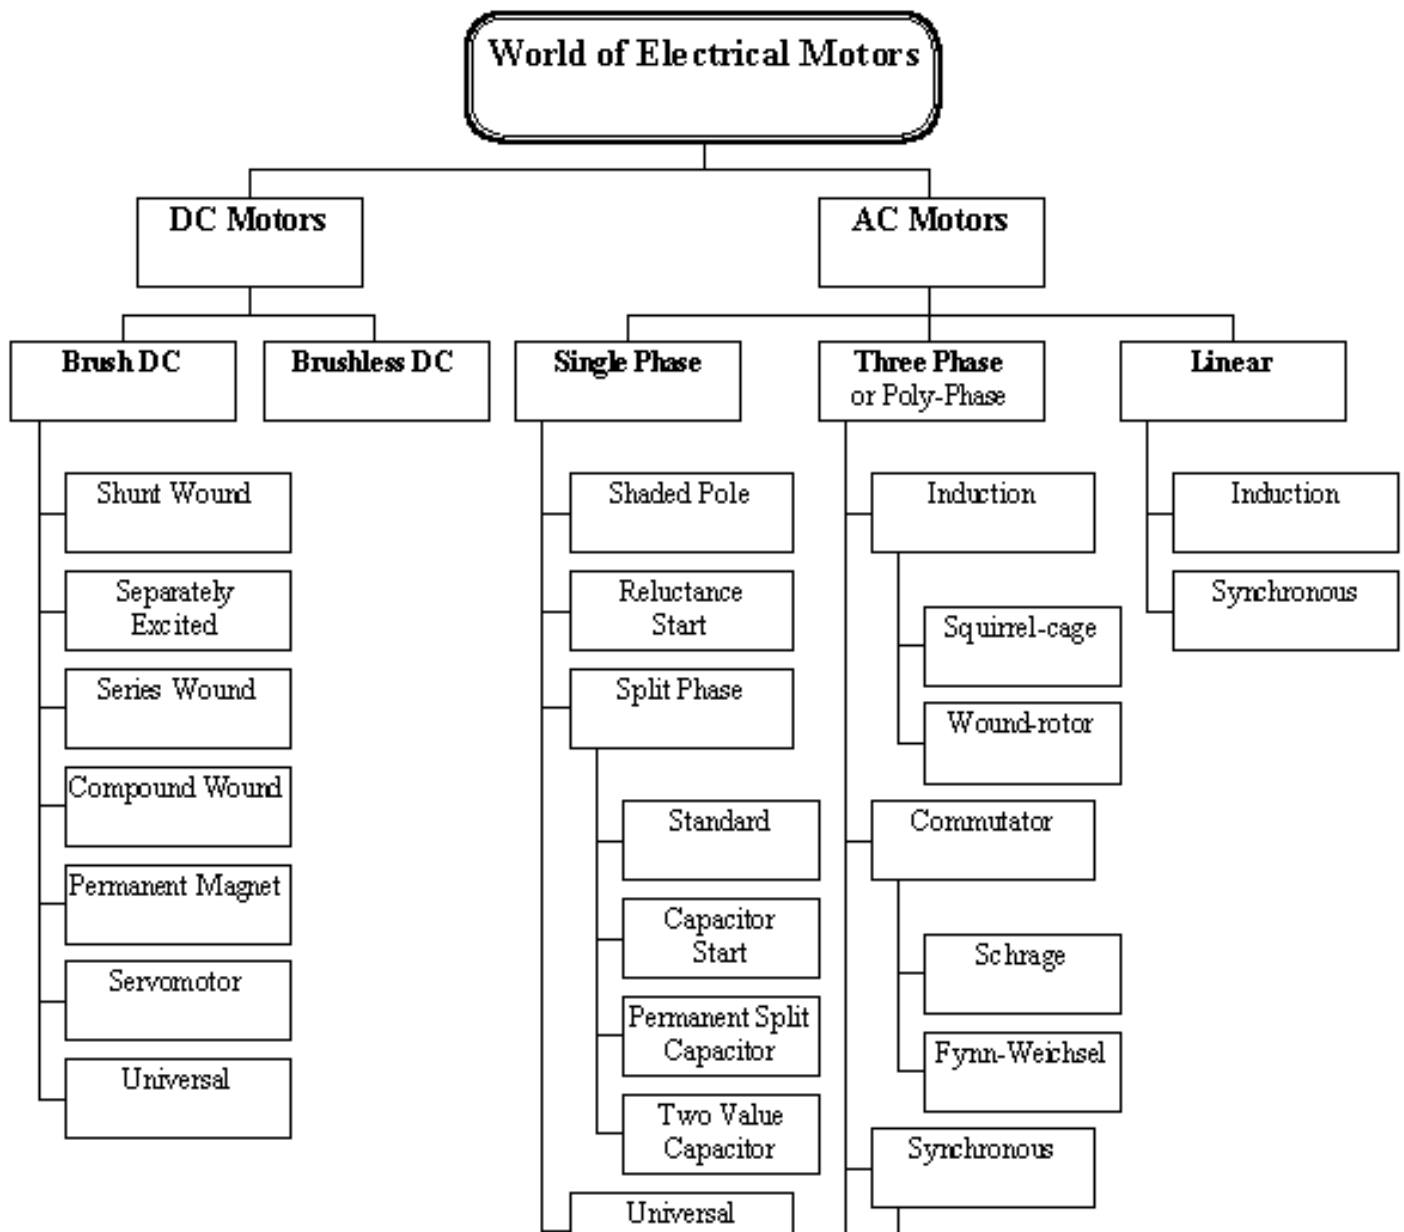 World of Electrical Motors
DC Motors
AC Motors
Brush DC
Brushless DC
Single Phase
Three Phase
or Poly-Phase
Linear
Shunt Wound
Separately
Excited
Series Wound
Compound Wound
Permanent Magnet
Servomotor
Universal
Shaded Pole
Reluctance
Start
Split Phase
Standard
Capacitor
Start
Permanent Split
Capacitor
Two Value
Capacitor
Universal
Induction
Squirrel-cage
Wound-rotor
Commutator
Schrage
Fynn-Weichsel
Synchronous
Induction
Synchronous